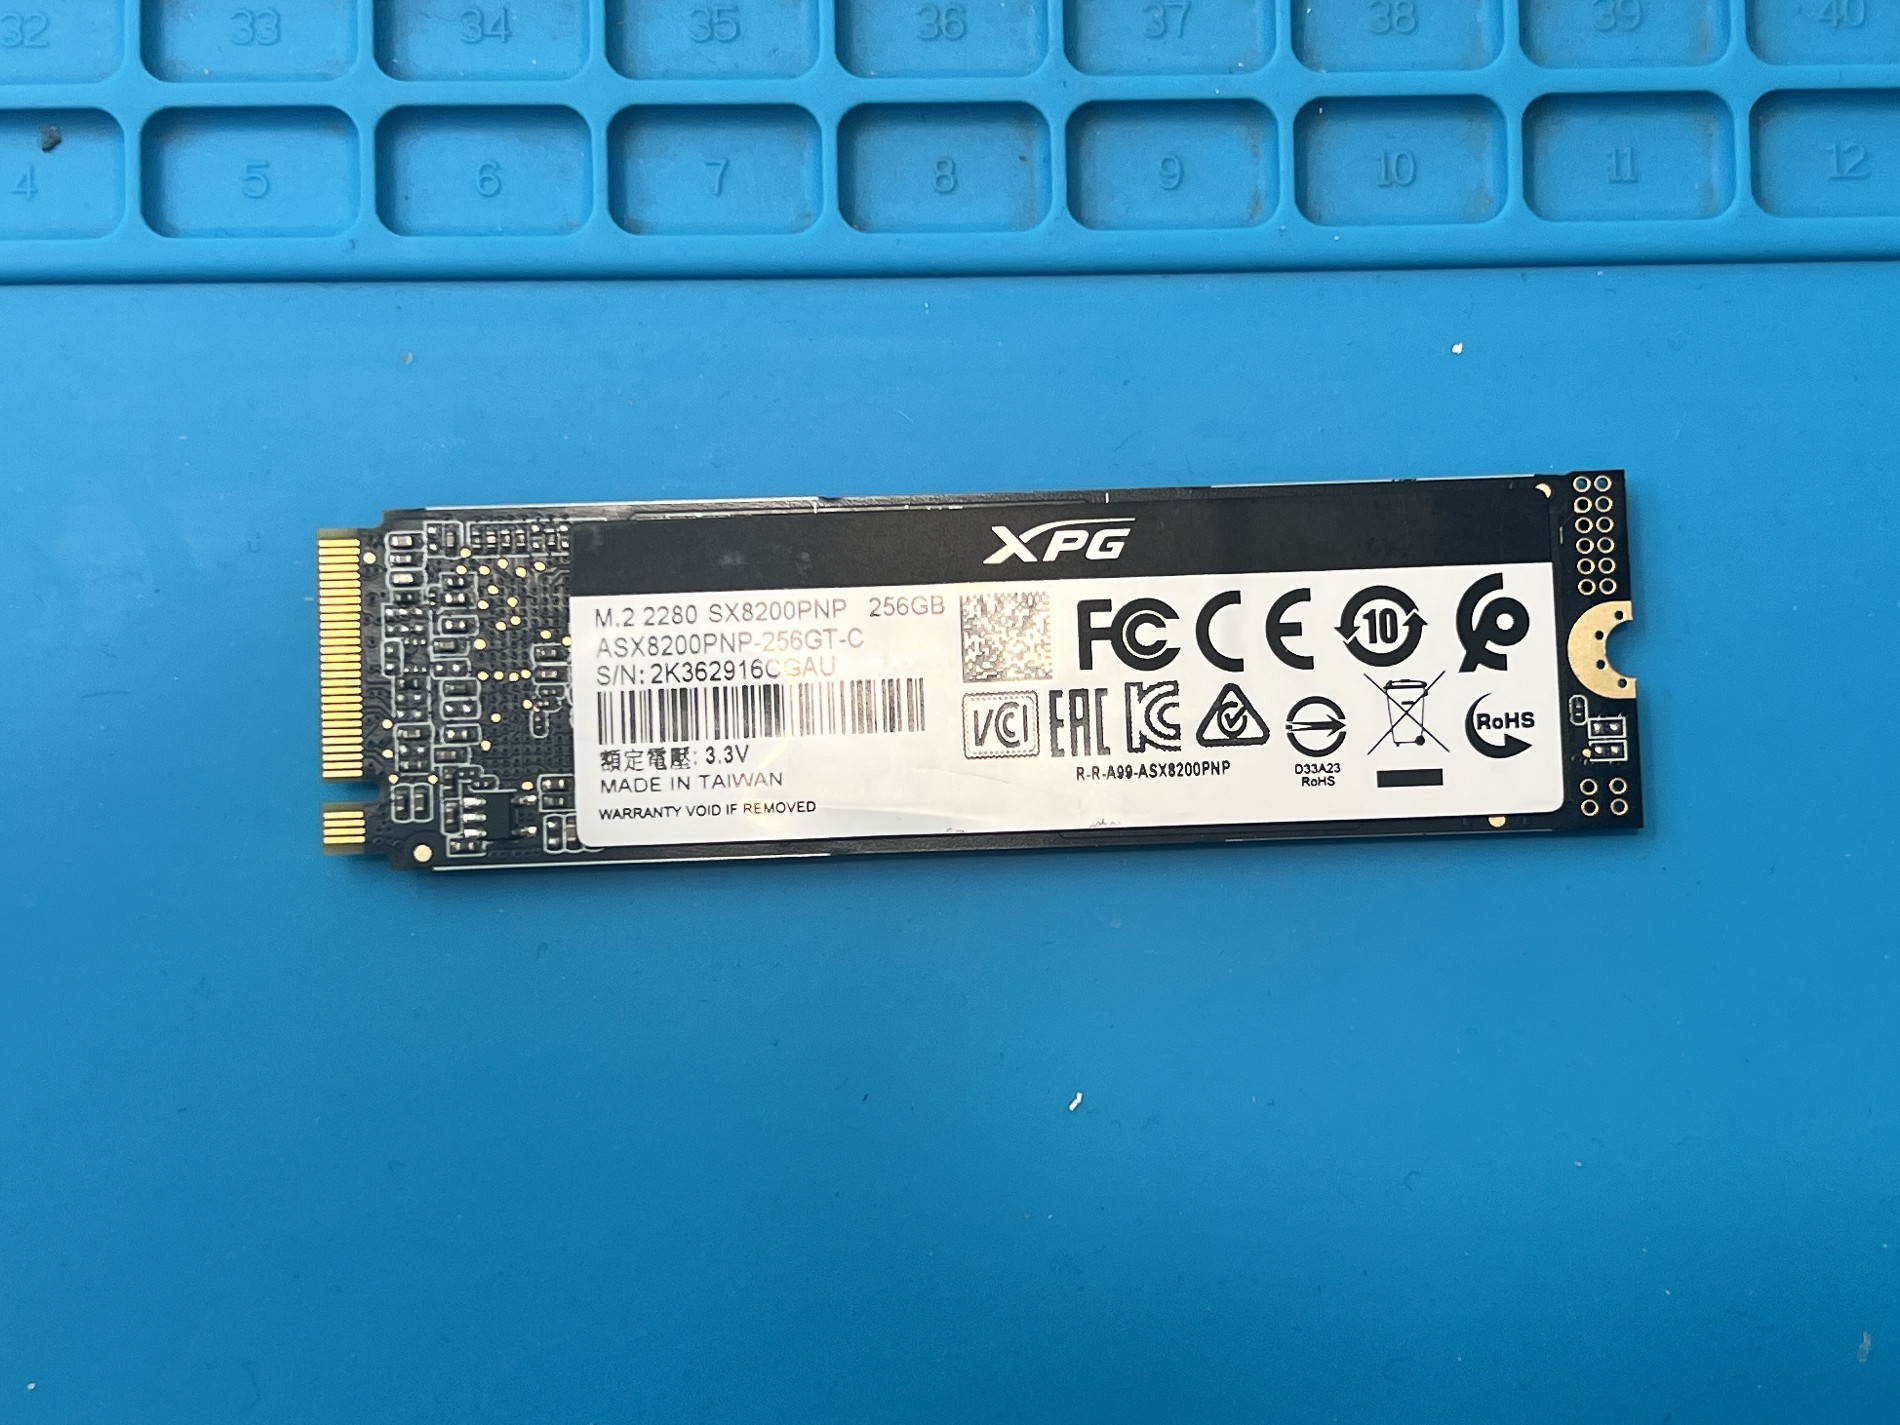 32 33 34 35 36 37 38 39 40
4 5 6 7 8 9 10 11 12
XPG
M.2 2280 SX8200PNP 256GB
ASX8200PNP-256GT-C
S/N: 2K362916CGAU
額定電壓: 3.3V
MADE IN TAIWAN
WARRANTY VOID IF REMOVED
FC CE 10
VCI EAC KC RoHS
R-R-A99-ASX8200PNP
D33A23
RoHS